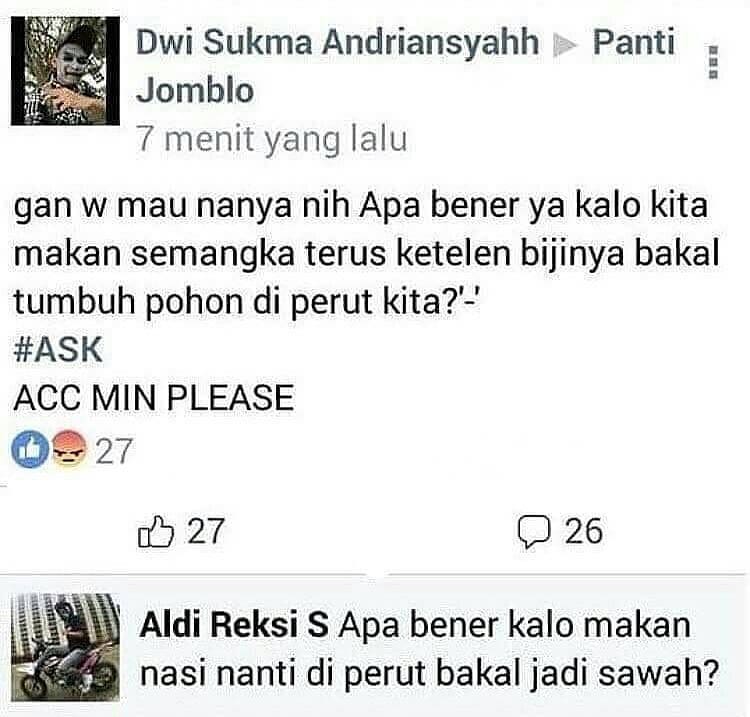 Dwi Sukma Andriansyahh ▶ Panti
Jomblo
7 menit yang lalu
gan w mau nanya nih Apa bener ya kalo kita
makan semangka terus ketelen bijinya bakal
tumbuh pohon di perut kita?'-'
#ASK
ACC MIN PLEASE
27
27
26
Aldi Reksi S Apa bener kalo makan
nasi nanti di perut bakal jadi sawah?